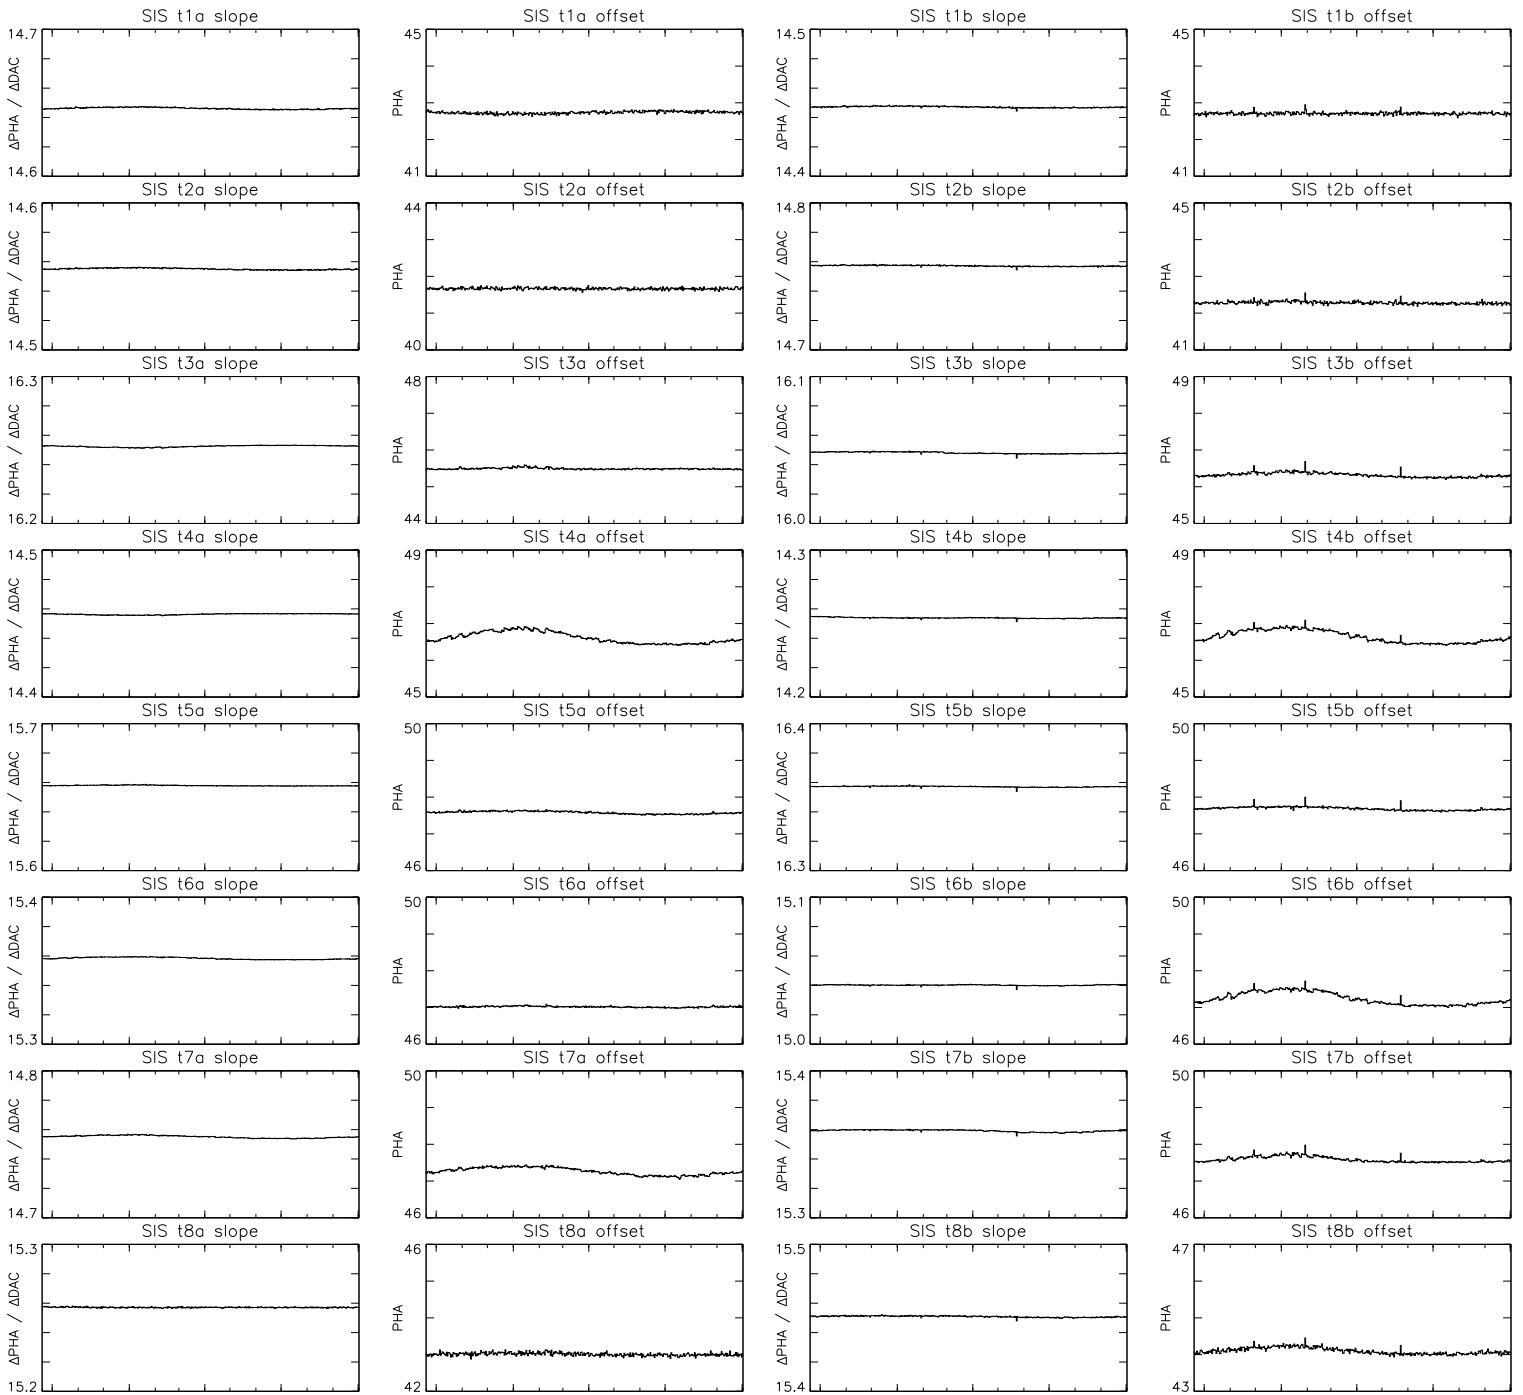 SIS t1a slope
SIS t1a offset
SIS t1b slope
SIS t1b offset
14.7
14.6
ΔPHA / ΔDAC
45
41
PHA
14.5
14.4
ΔPHA / ΔDAC
45
41
PHA
SIS t2a slope
SIS t2a offset
SIS t2b slope
SIS t2b offset
14.6
14.5
ΔPHA / ΔDAC
44
40
PHA
14.8
14.7
ΔPHA / ΔDAC
45
41
PHA
SIS t3a slope
SIS t3a offset
SIS t3b slope
SIS t3b offset
16.3
16.2
ΔPHA / ΔDAC
48
44
PHA
16.1
16.0
ΔPHA / ΔDAC
49
45
PHA
SIS t4a slope
SIS t4a offset
SIS t4b slope
SIS t4b offset
14.5
14.4
ΔPHA / ΔDAC
49
45
PHA
14.3
14.2
ΔPHA / ΔDAC
49
45
PHA
SIS t5a slope
SIS t5a offset
SIS t5b slope
SIS t5b offset
15.7
15.6
ΔPHA / ΔDAC
50
46
PHA
16.4
16.3
ΔPHA / ΔDAC
50
46
PHA
SIS t6a slope
SIS t6a offset
SIS t6b slope
SIS t6b offset
15.4
15.3
ΔPHA / ΔDAC
50
46
PHA
15.1
15.0
ΔPHA / ΔDAC
50
46
PHA
SIS t7a slope
SIS t7a offset
SIS t7b slope
SIS t7b offset
14.8
14.7
ΔPHA / ΔDAC
50
46
PHA
15.4
15.3
ΔPHA / ΔDAC
50
46
PHA
SIS t8a slope
SIS t8a offset
SIS t8b slope
SIS t8b offset
15.3
15.2
ΔPHA / ΔDAC
46
42
PHA
15.5
15.4
ΔPHA / ΔDAC
47
43
PHA